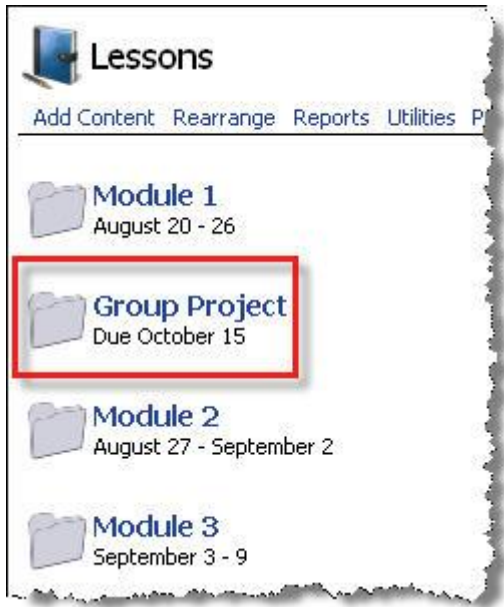 Lessons
Add Content Rearrange Reports Utilities P
Module 1
August 20 - 26
Group Project
Due October 15
Module 2
August 27 - September 2
Module 3
September 3 - 9